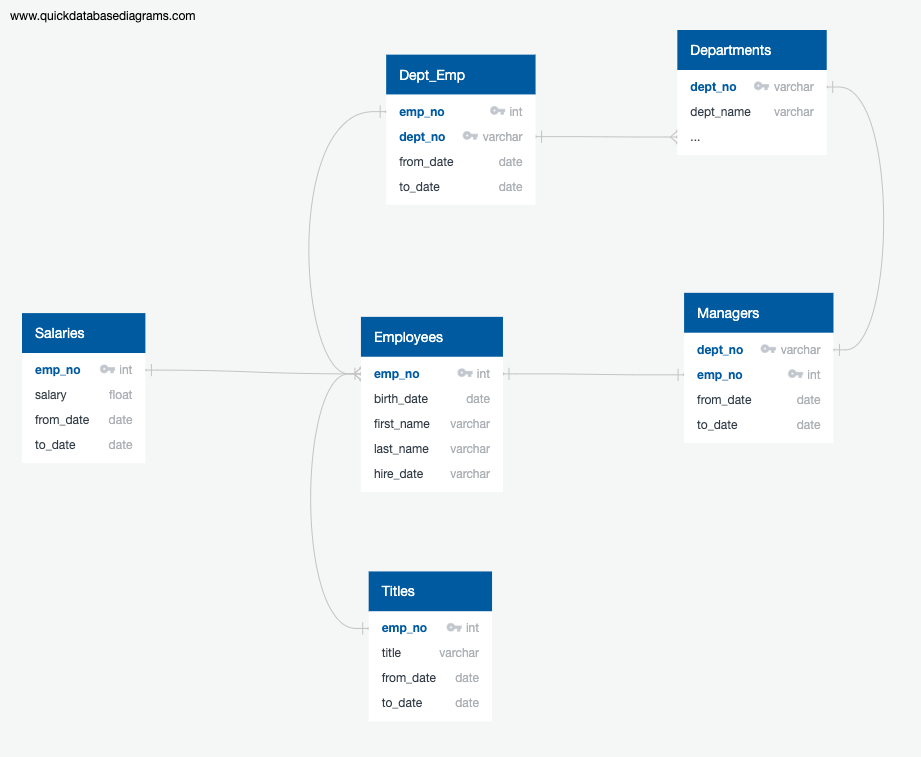 www.quickdatabasediagrams.com
Dept_Emp
emp_no int
dept_no varchar
from_date date
to_date date
Departments
dept_no varchar
dept_name varchar
...
Salaries
emp_no int
salary float
from_date date
to_date date
Employees
emp_no int
birth_date date
first_name varchar
last_name varchar
hire_date varchar
Managers
dept_no varchar
emp_no int
from_date date
to_date date
Titles
emp_no int
title varchar
from_date date
to_date date